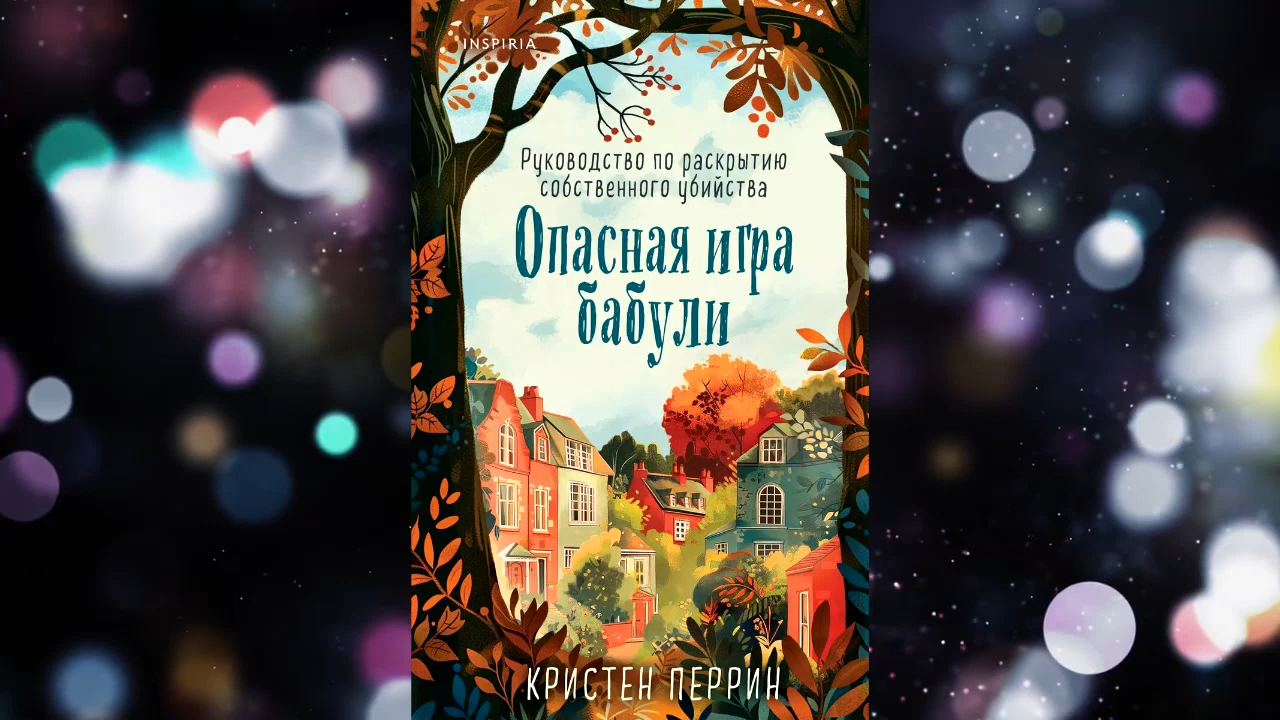 INSPIRIA
Руководство по раскрытию
собственного убийства
Опасная игра
бабули
КРИСТЕН ПЕРРИН